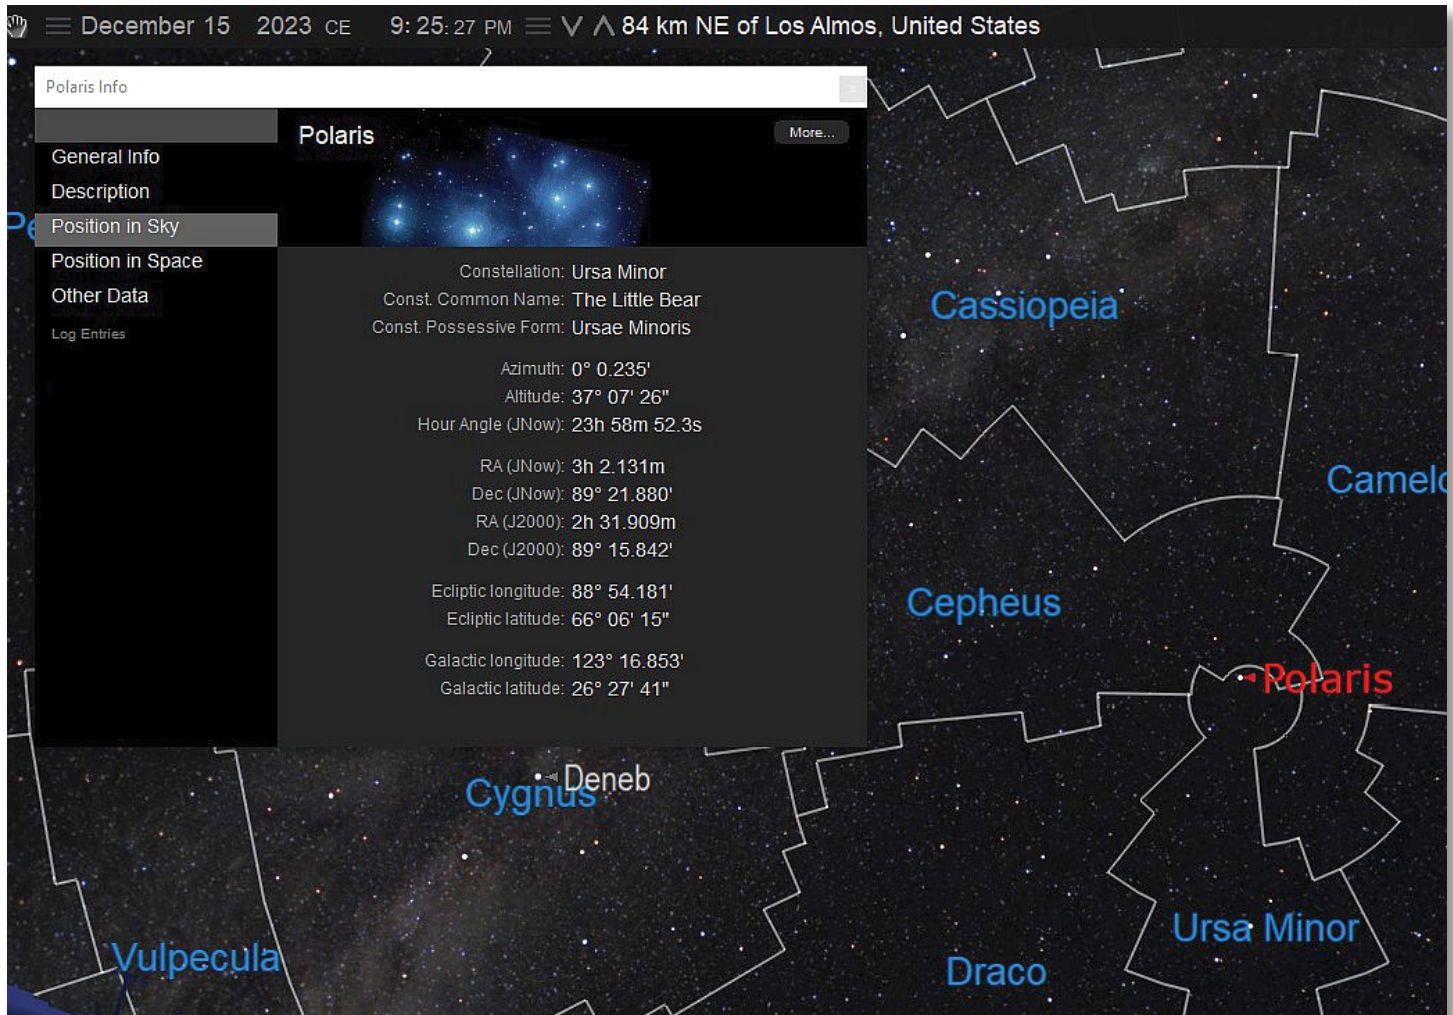 December 15 2023 CE 9:25:27 PM 84 km NE of Los Almos, United States
Polaris Info
Polaris
More...
General Info
Description
Position in Sky
Position in Space
Other Data
Log Entries
Constellation: Ursa Minor
Const. Common Name: The Little Bear
Const. Possessive Form: Ursae Minoris
Azimuth: 0° 0.235'
Altitude: 37° 07' 26"
Hour Angle (JNow): 23h 58m 52.3s
RA (JNow): 3h 2.131m
Dec (JNow): 89° 21.880'
RA (J2000): 2h 31.909m
Dec (J2000): 89° 15.842'
Ecliptic longitude: 88° 54.181'
Ecliptic latitude: 66° 06' 15"
Galactic longitude: 123° 16.853'
Galactic latitude: 26° 27' 41"
Pe
Cassiopeia
Camelo
Cepheus
Polaris
Deneb
Cygnus
Ursa Minor
Vulpecula
Draco